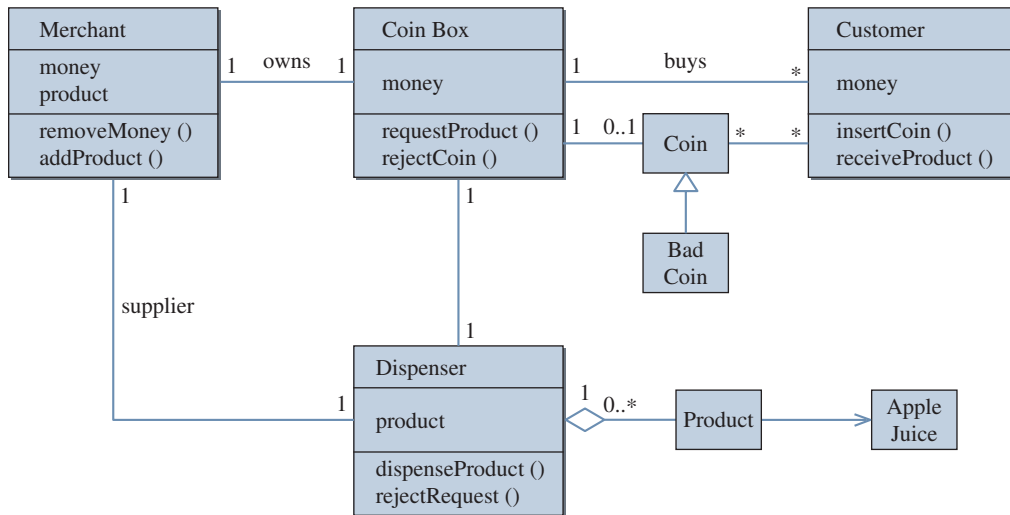 Merchant
money
product
removeMoney ()
addProduct ()
1 owns 1
Coin Box
money
requestProduct ()
rejectCoin ()
1 buys *
1 0..1
Coin
* *
Customer
money
insertCoin ()
receiveProduct ()
Bad
Coin
1
supplier
1
1
1
Dispenser
product
dispenseProduct ()
rejectRequest ()
1
0..*
Product
Apple
Juice